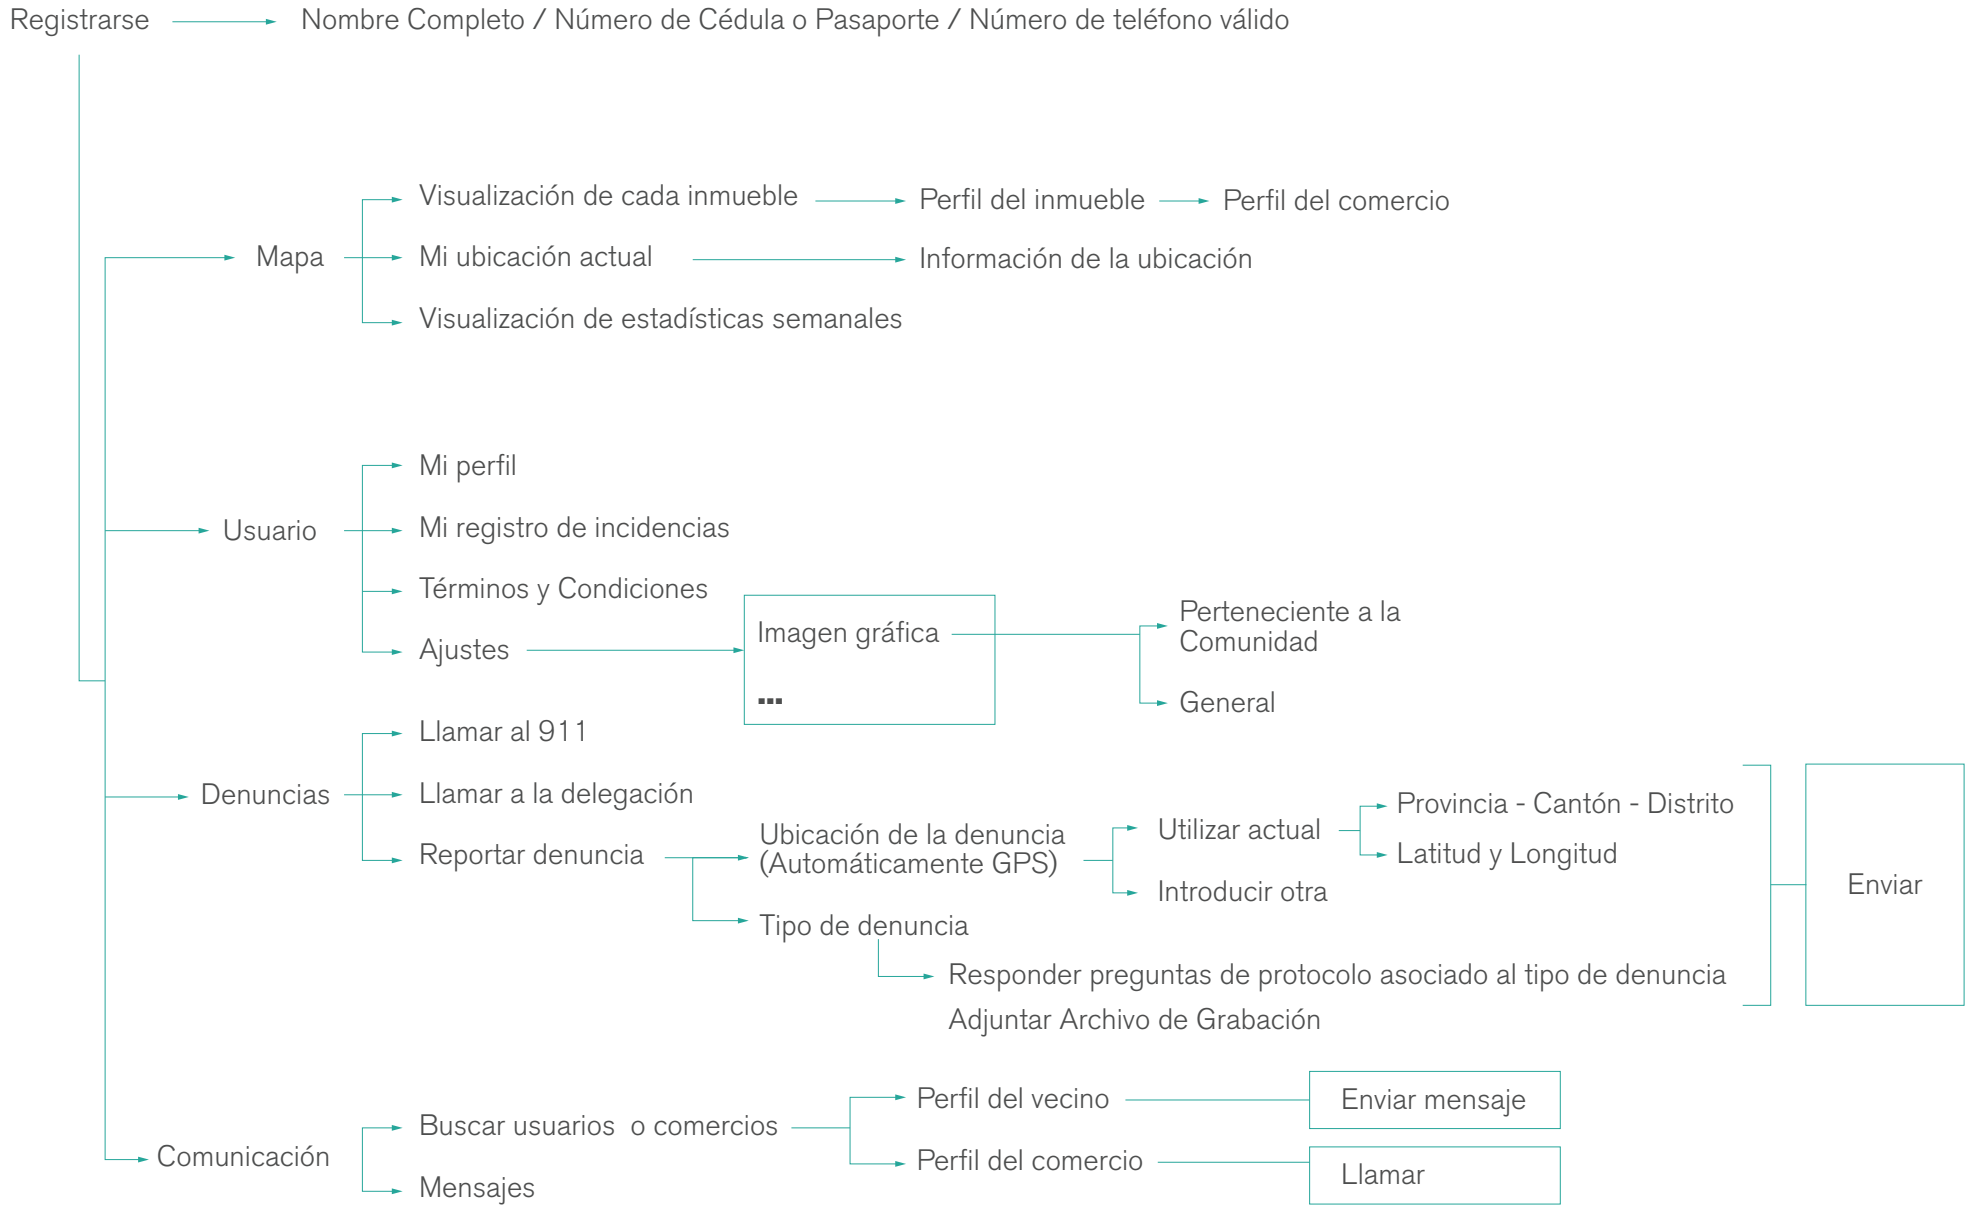 Registrarse
Nombre Completo / Número de Cédula o Pasaporte / Número de teléfono válido
Mapa
Visualización de cada inmueble
Perfil del inmueble
Perfil del comercio
Mi ubicación actual
Información de la ubicación
Visualización de estadísticas semanales
Usuario
Mi perfil
Mi registro de incidencias
Términos y Condiciones
Ajustes
Imagen gráfica
...
Perteneciente a la
Comunidad
General
Denuncias
Llamar al 911
Llamar a la delegación
Reportar denuncia
Ubicación de la denuncia
(Automáticamente GPS)
Utilizar actual
Provincia - Cantón - Distrito
Latitud y Longitud
Introducir otra
Tipo de denuncia
Responder preguntas de protocolo asociado al tipo de denuncia
Adjuntar Archivo de Grabación
Enviar
Comunicación
Buscar usuarios  o comercios
Perfil del vecino
Enviar mensaje
Perfil del comercio
Llamar
Mensajes